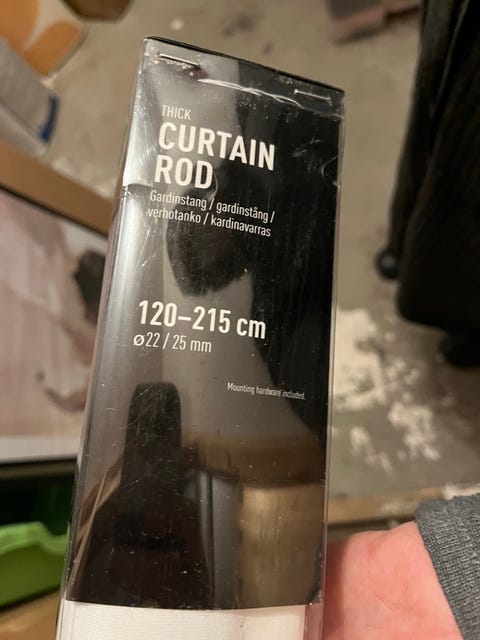 THICK
CURTAIN
ROD
Gardinstang / gardinstång /
verhotanko / kardinavarras
120–215 cm
ø22 / 25 mm
Mounting hardware included.